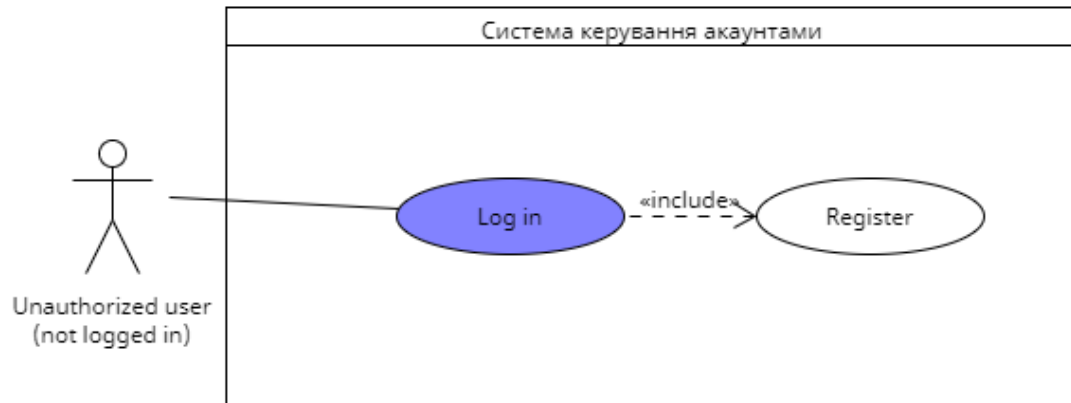 Система керування акаунтами
Log in
«include»
Register
Unauthorized user
(not logged in)